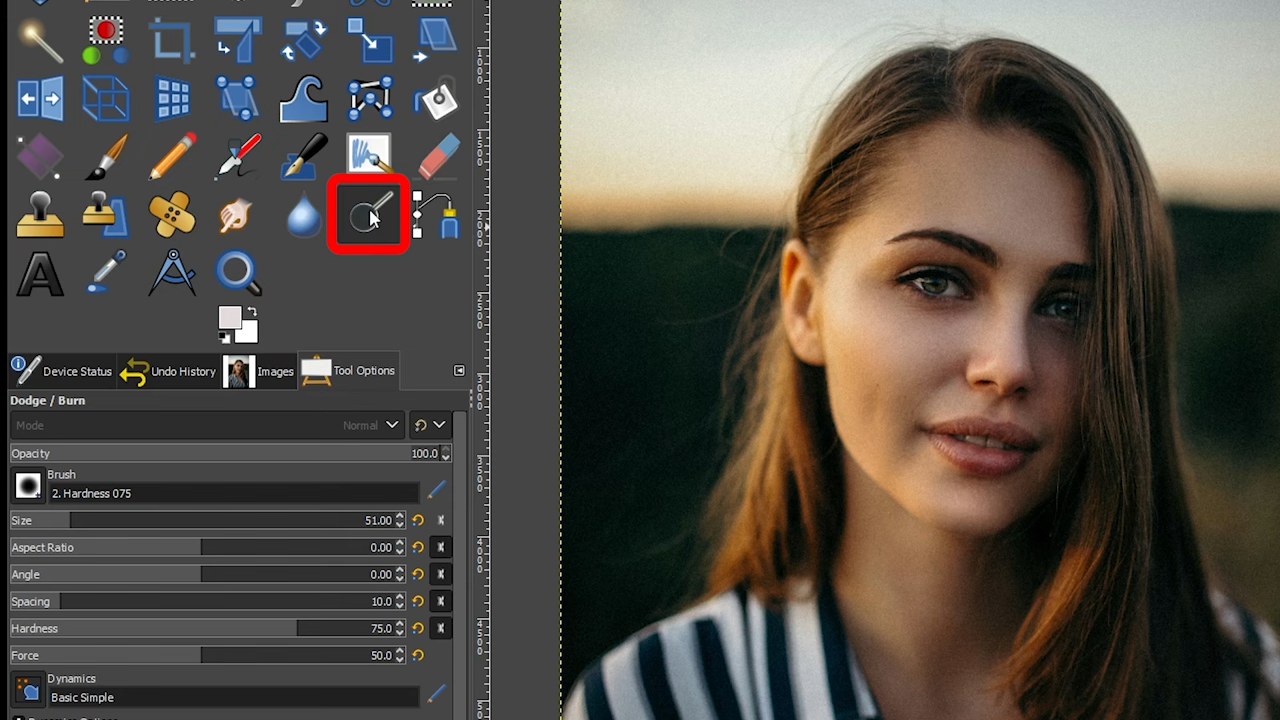 Device Status
Undo History
Images
Tool Options
Dodge / Burn
Mode Normal
Opacity 100.0
Brush
2. Hardness 075
Size 51.00
Aspect Ratio 0.00
Angle 0.00
Spacing 10.0
Hardness 75.0
Force 50.0
Dynamics
Basic Simple